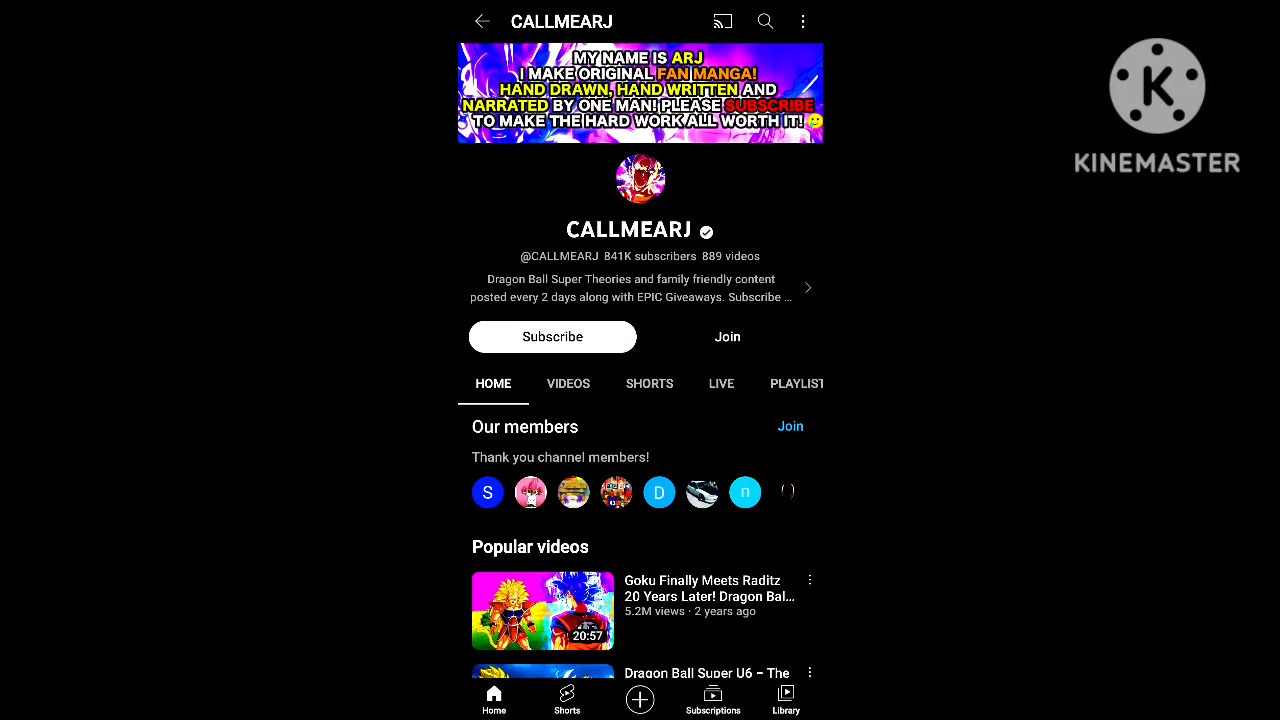 CALLMEARJ
MY NAME IS ARJ
I MAKE ORIGINAL FAN MANGA!
HAND DRAWN, HAND WRITTEN AND
NARRATED BY ONE MAN! PLEASE SUBSCRIBE
TO MAKE THE HARD WORK ALL WORTH IT! 🙂
K
KINEMASTER
CALLMEARJ
@CALLMEARJ 841K subscribers 889 videos
Dragon Ball Super Theories and family friendly content
posted every 2 days along with EPIC Giveaways. Subscribe ...
Subscribe
Join
HOME VIDEOS SHORTS LIVE PLAYLIST
Our members
Join
Thank you channel members!
S
D
n
Popular videos
Goku Finally Meets Raditz
20 Years Later! Dragon Bal...
5.2M views · 2 years ago
20:57
Dragon Ball Super U6 – The
Home Shorts Subscriptions Library